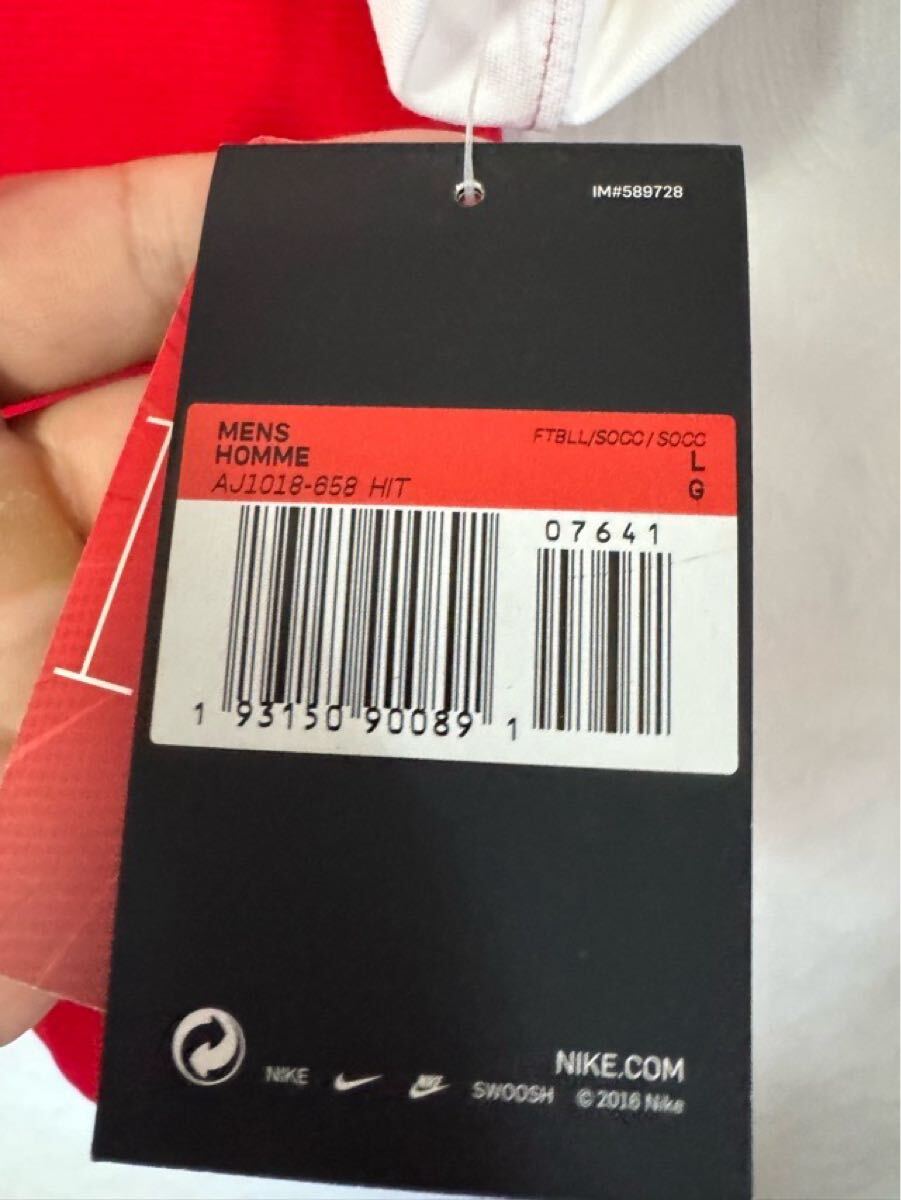 IM#589728
MENS
HOMME
AJ1018-658 HIT
FTBLL/SOCC/SOCC
L
G
07641
1 93150 90089 1
NIKE
NIKE
SWOOSH
NIKE.COM
© 2016 Nike